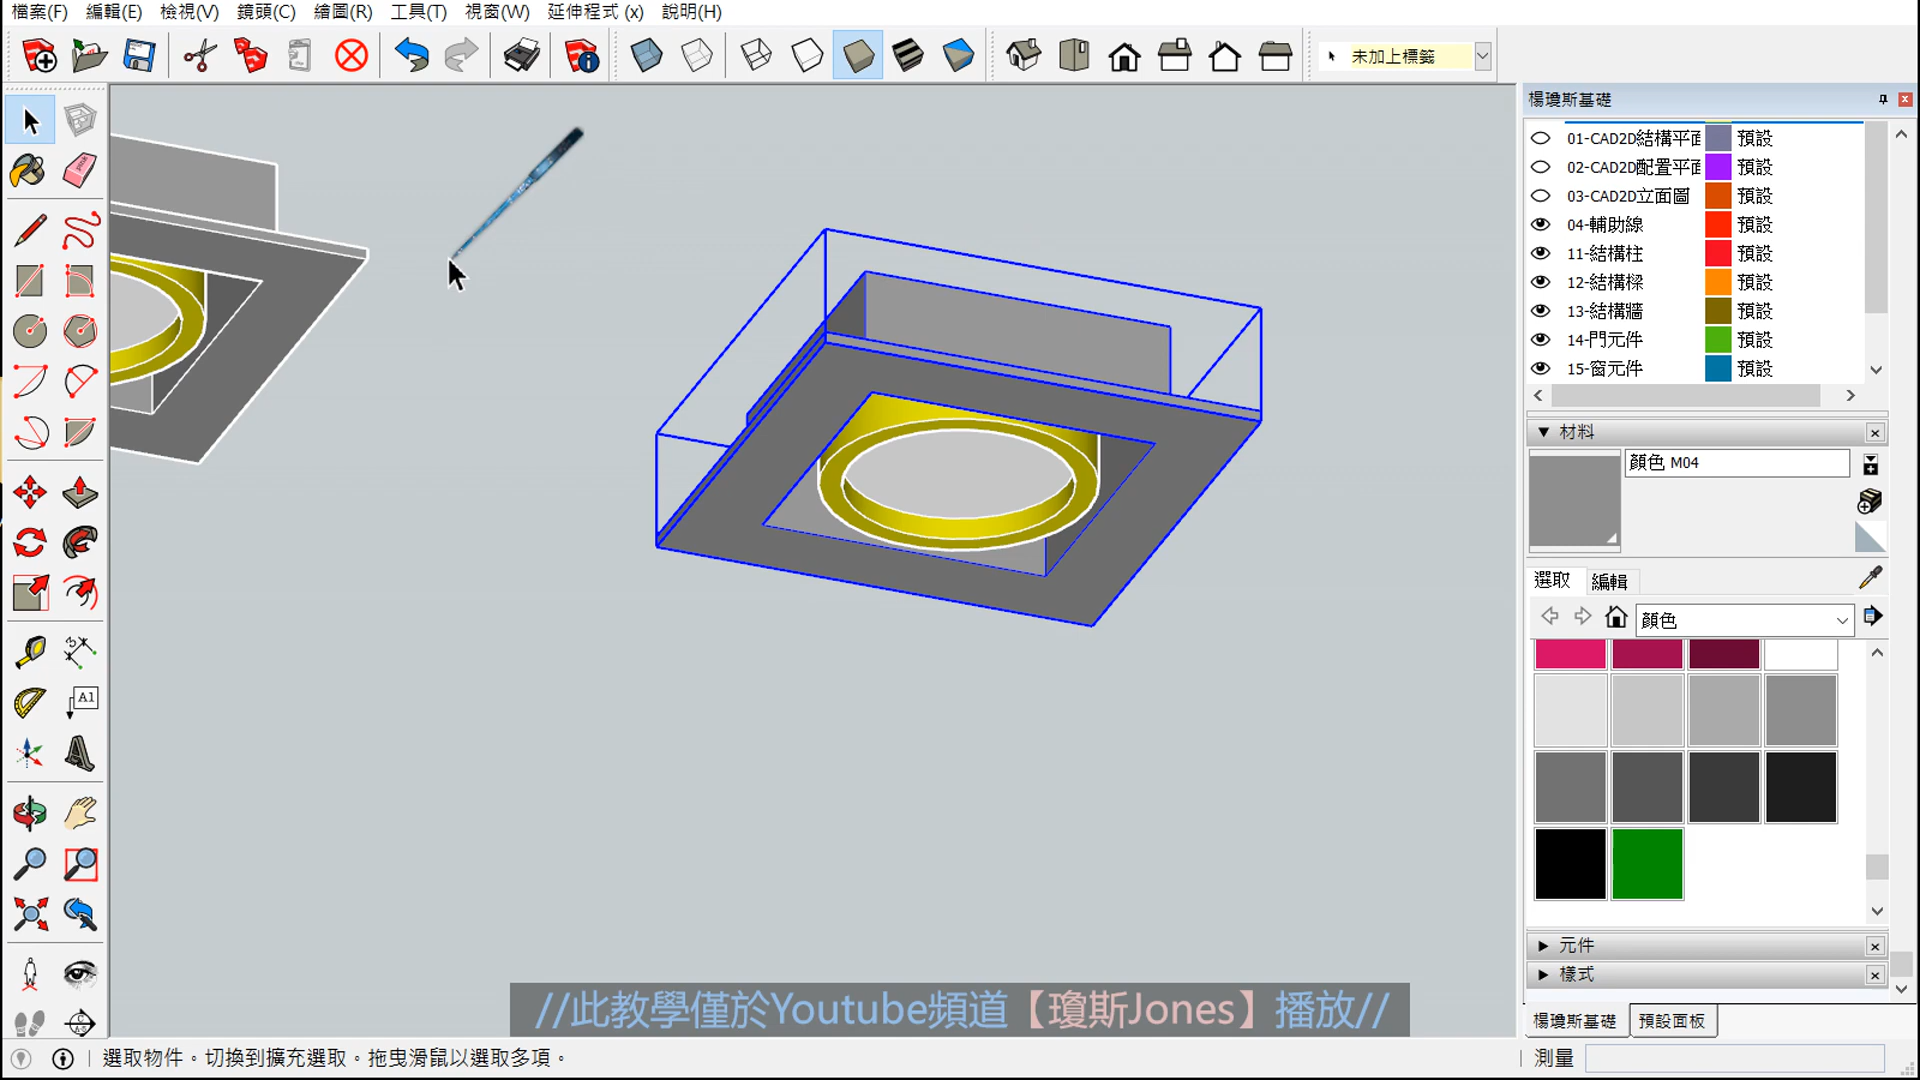 檔案(F) 編輯(E) 檢視(V) 鏡頭(C) 繪圖(R) 工具(T) 視窗(W) 延伸程式 (x) 說明(H)
未加上標籤
楊瓊斯基礎
01-CAD2D結構平面 預設
02-CAD2D配置平面 預設
03-CAD2D立面圖 預設
04-輔助線 預設
11-結構柱 預設
12-結構樑 預設
13-結構牆 預設
14-門元件 預設
15-窗元件 預設
材料
顏色 M04
選取 編輯
顏色
A1
元件
樣式
//此教學僅於Youtube頻道【瓊斯Jones】播放//
楊瓊斯基礎 預設面板
選取物件。切換到擴充選取。拖曳滑鼠以選取多項。
測量